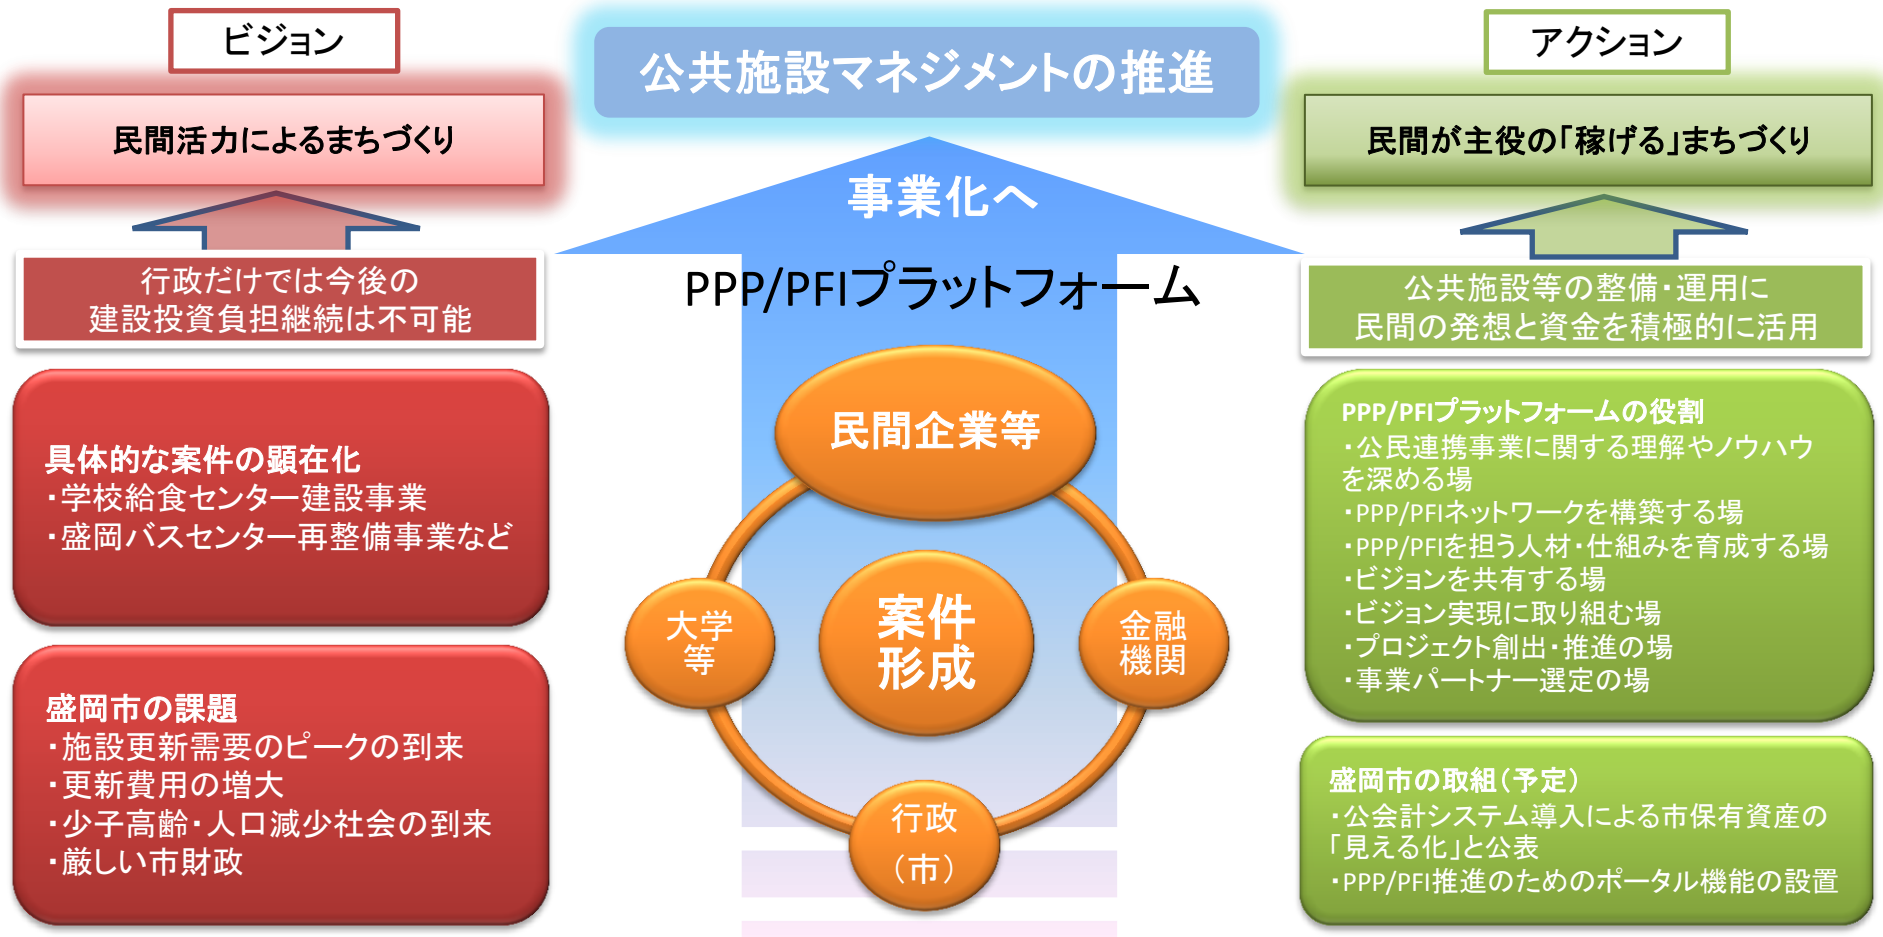 ビジョン
民間活力によるまちづくり
行政だけでは今後の
建設投資負担継続は不可能
具体的な案件の顕在化
・学校給食センター建設事業
・盛岡バスセンター再整備事業など
盛岡市の課題
・施設更新需要のピークの到来
・更新費用の増大
・少子高齢・人口減少社会の到来
・厳しい市財政
公共施設マネジメントの推進
事業化へ
PPP/PFIプラットフォーム
民間企業等
大学
等
案件
形成
金融
機関
行政
（市）
アクション
民間が主役の「稼げる」まちづくり
公共施設等の整備・運用に
民間の発想と資金を積極的に活用
PPP/PFIプラットフォームの役割
・公民連携事業に関する理解やノウハウ
を深める場
・PPP/PFIネットワークを構築する場
・PPP/PFIを担う人材・仕組みを育成する場
・ビジョンを共有する場
・ビジョン実現に取り組む場
・プロジェクト創出・推進の場
・事業パートナー選定の場
盛岡市の取組（予定）
・公会計システム導入による市保有資産の
「見える化」と公表
・PPP/PFI推進のためのポータル機能の設置